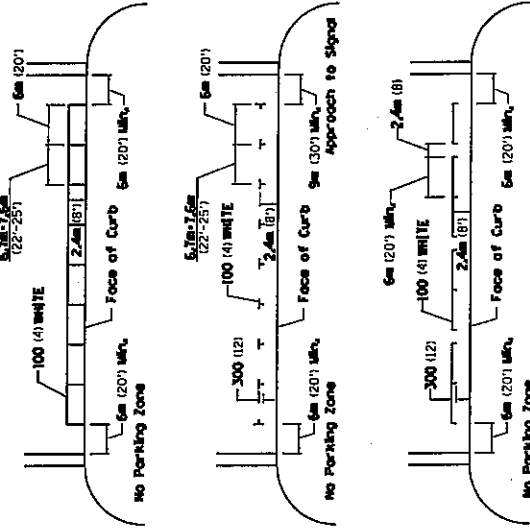 6.7m-7.6m
(22'-25')
6m (20')
100 (4) WHITE
2.4m (8')
Face of Curb
6m (20') Min.
6m (20') Min.
No Parking Zone
6.7m-7.6m
(22'-25')
6m (20')
100 (4) WHITE
300 (12)
2.4m (8')
Face of Curb
6m (20') Min.
9m (30') Min.
Approach to Signal
No Parking Zone
6m (20') Min.
2.4m (8)
100 (4) WHITE
300 (12)
2.4m (8')
Face of Curb
6m (20') Min.
6m (20') Min.
No Parking Zone